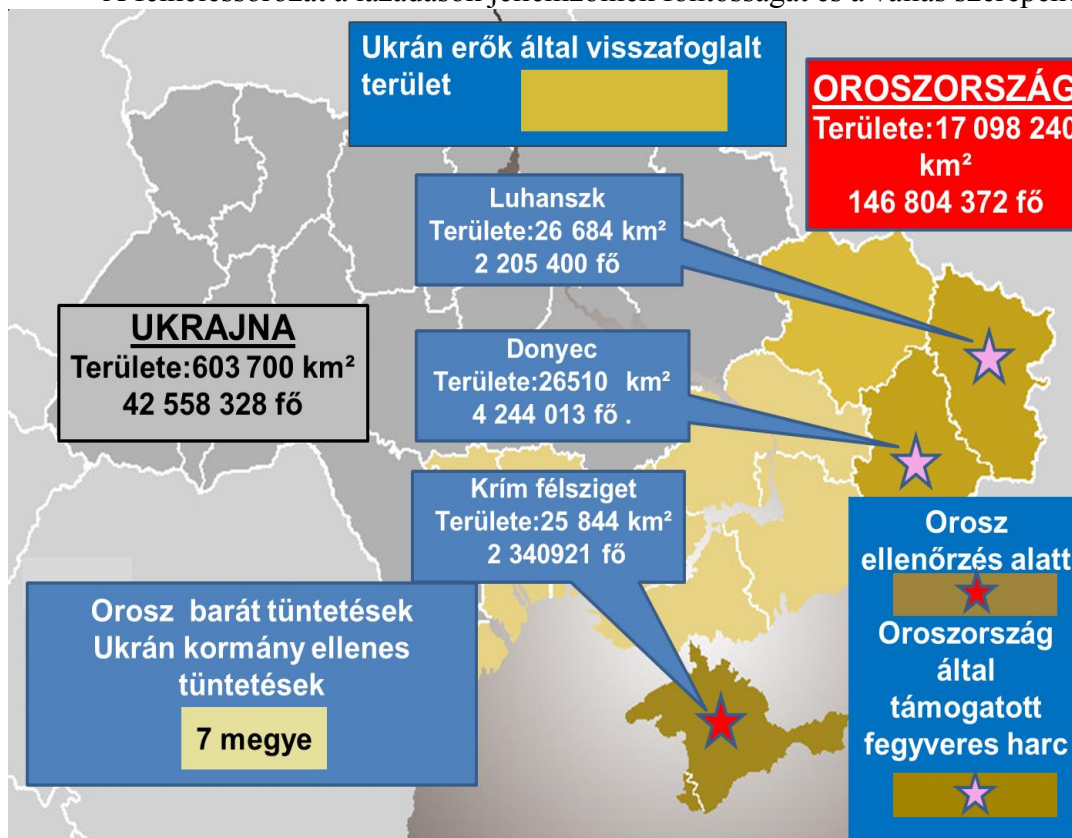 Ukrán erők által visszafoglalt
terület
OROSZORSZÁG
Területe:17 098 240
km²
146 804 372 fő
Luhanszk
Területe:26 684 km²
2 205 400 fő
UKRAJNA
Területe:603 700 km²
42 558 328 fő
Donyec
Területe:26510 km²
4 244 013 fő .
Krím félsziget
Területe:25 844 km²
2 340921 fő
Orosz barát tüntetések
Ukrán kormány ellenes
tüntetések
7 megye
Orosz
ellenőrzés alatt
Oroszország
által
támogatott
fegyveres harc